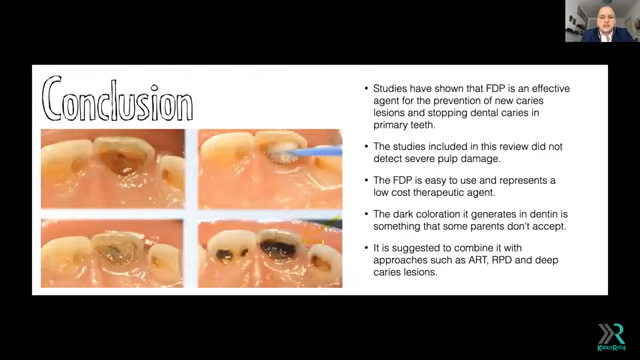 Conclusion
• Studies have shown that FDP is an effective
agent for the prevention of new caries
lesions and stopping dental caries in
primary teeth.
• The studies included in this review did not
detect severe pulp damage.
• The FDP is easy to use and represents a
low cost therapeutic agent.
• The dark coloration it generates in dentin is
something that some parents don't accept.
• It is suggested to combine it with
approaches such as ART, RPD and deep
caries lesions.